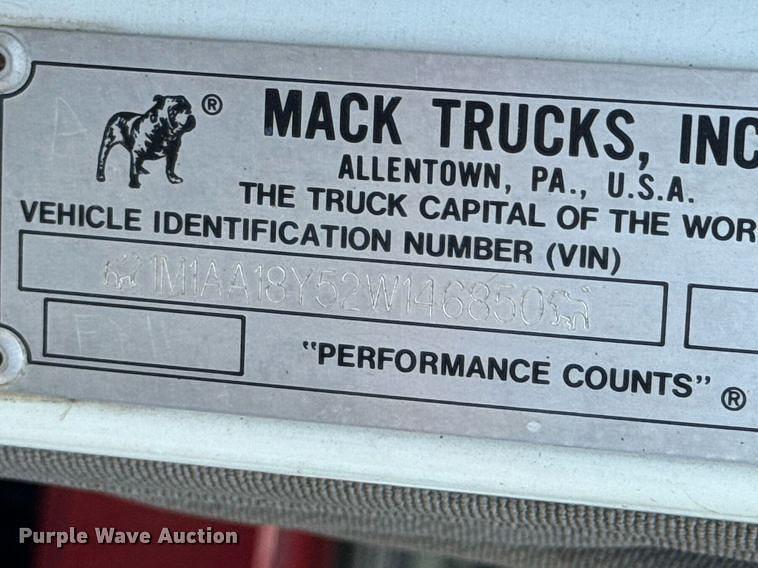 A
®
MACK TRUCKS, INC
ALLENTOWN, PA., U.S.A.
THE TRUCK CAPITAL OF THE WOR
VEHICLE IDENTIFICATION NUMBER (VIN)
1M1AA18Y52W146850
"PERFORMANCE COUNTS" ®
Purple Wave Auction